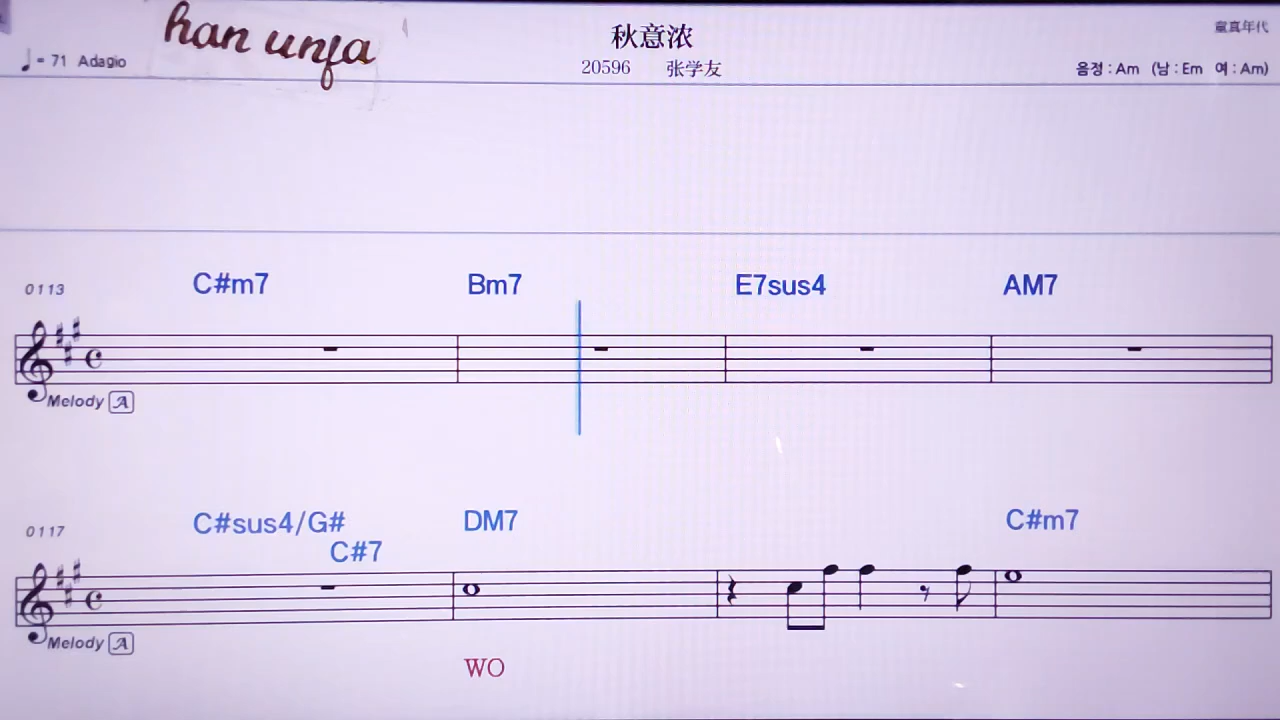 han unfa
秋意浓
童真年代
♩= 71 Adagio
20596 张学友
음정 : Am (남 : Em 여 : Am)
0113 C#m7 Bm7 E7sus4 AM7
Melody A
0117 C#sus4/G# DM7 C#m7
C#7
Melody A
WO